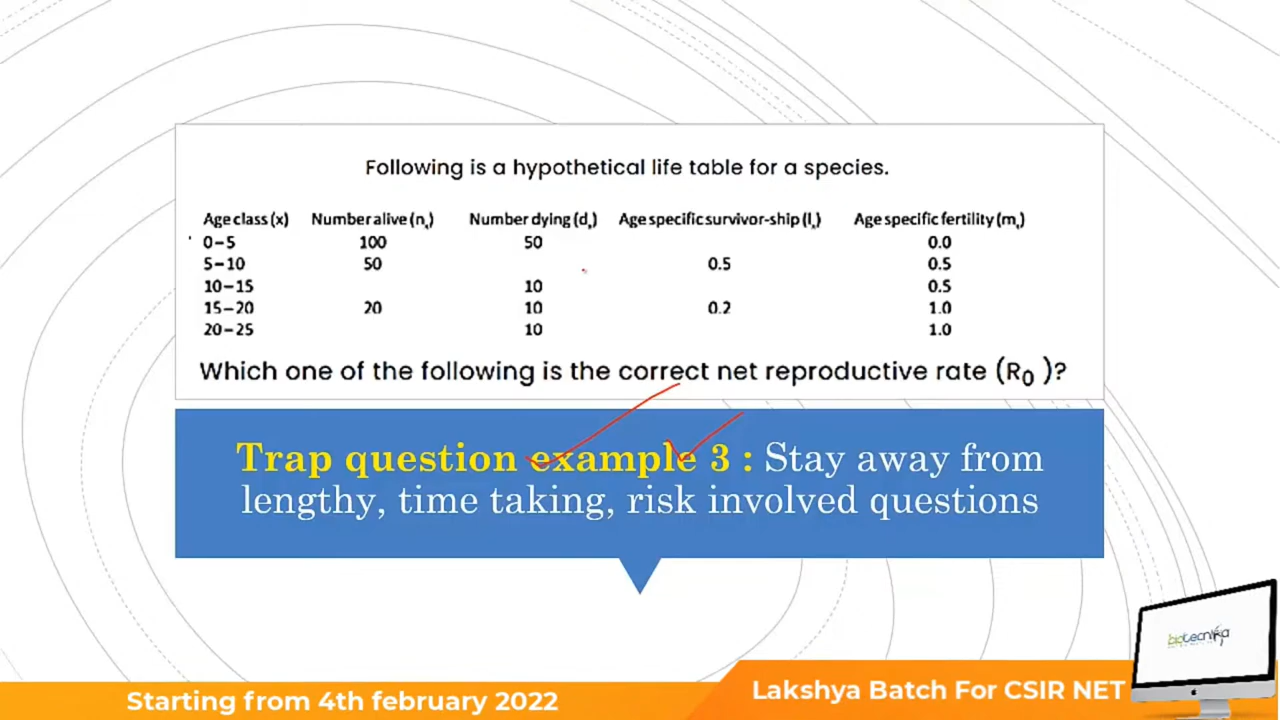 Following is a hypothetical life table for a species.
Age class (x) Number alive (nₓ) Number dying (dₓ) Age specific survivor-ship (lₓ) Age specific fertility (mₓ)
0–5 100 50 0.0
5–10 50 0.5 0.5
10–15 10 0.5
15–20 20 10 0.2 1.0
20–25 10 1.0
Which one of the following is the correct net reproductive rate (R₀ )?
Trap question example 3 : Stay away from
lengthy, time taking, risk involved questions
biotecnika
Starting from 4th february 2022
Lakshya Batch For CSIR NET